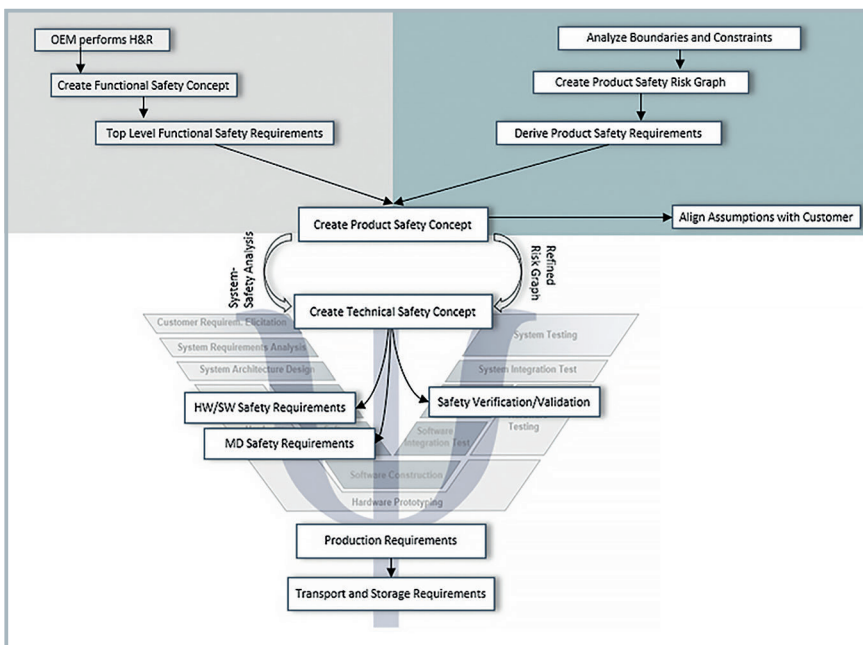 OEM performs H&R
Create Functional Safety Concept
Top Level Functional Safety Requirements
Analyze Boundaries and Constraints
Create Product Safety Risk Graph
Derive Product Safety Requirements
Create Product Safety Concept
Align Assumptions with Customer
System-
Safety Analysis
Refined
Risk Graph
Create Technical Safety Concept
Customer Requirem. Elicitation
System Requirements Analysis
System Architecture Design
System Testing
System Integration Test
HW/SW Safety Requirements
Safety Verification/Validation
MD Safety Requirements
Software
Integration Test
Testing
Software Construction
Hardware Prototyping
Production Requirements
Transport and Storage Requirements